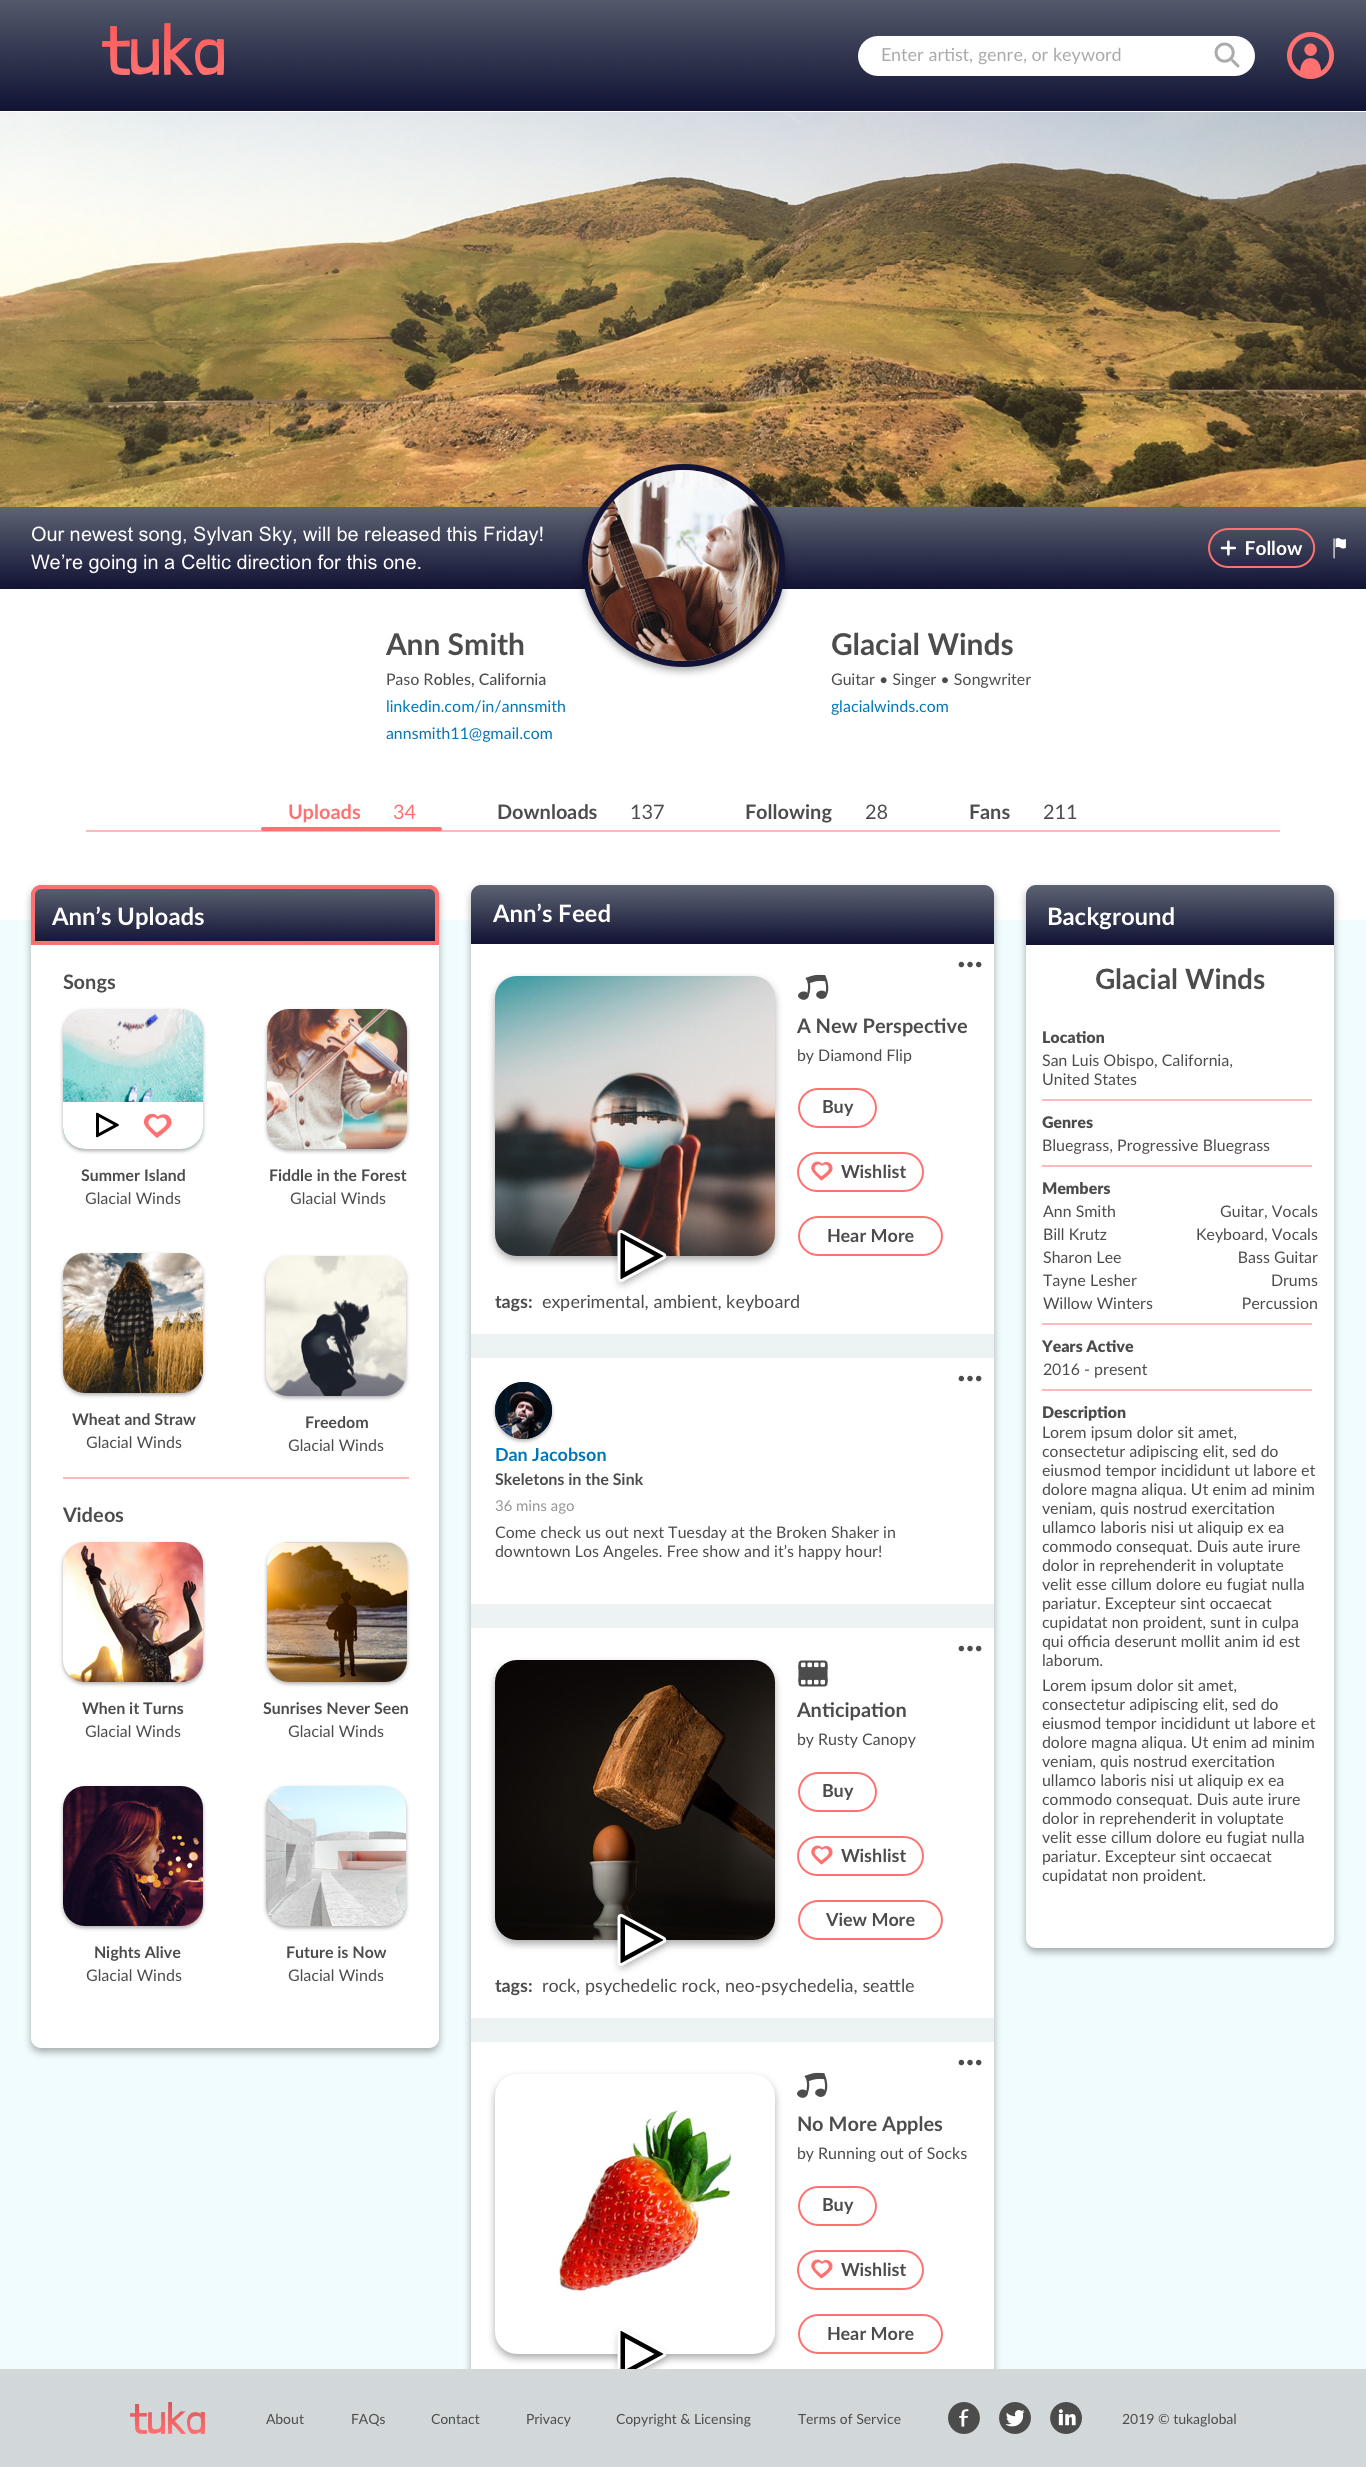 tuka
Enter artist, genre, or keyword
Our newest song, Sylvan Sky, will be released this Friday!
We're going in a Celtic direction for this one.
+ Follow
Ann Smith
Paso Robles, California
linkedin.com/in/annsmith
annsmith11@gmail.com
Glacial Winds
Guitar • Singer • Songwriter
glacialwinds.com
Uploads 34 Downloads 137 Following 28 Fans 211
Ann's Uploads
Songs
Summer Island
Glacial Winds
Fiddle in the Forest
Glacial Winds
Wheat and Straw
Glacial Winds
Freedom
Glacial Winds
Videos
When it Turns
Glacial Winds
Sunrises Never Seen
Glacial Winds
Nights Alive
Glacial Winds
Future is Now
Glacial Winds
Ann's Feed
A New Perspective
by Diamond Flip
Buy
Wishlist
Hear More
tags: experimental, ambient, keyboard
Dan Jacobson
Skeletons in the Sink
36 mins ago
Come check us out next Tuesday at the Broken Shaker in
downtown Los Angeles. Free show and it's happy hour!
Anticipation
by Rusty Canopy
Buy
Wishlist
View More
tags: rock, psychedelic rock, neo-psychedelia, seattle
No More Apples
by Running out of Socks
Buy
Wishlist
Hear More
Background
Glacial Winds
Location
San Luis Obispo, California,
United States
Genres
Bluegrass, Progressive Bluegrass
Members
Ann Smith Guitar, Vocals
Bill Krutz Keyboard, Vocals
Sharon Lee Bass Guitar
Tayne Lesher Drums
Willow Winters Percussion
Years Active
2016 - present
Description
Lorem ipsum dolor sit amet,
consectetur adipiscing elit, sed do
eiusmod tempor incididunt ut labore et
dolore magna aliqua. Ut enim ad minim
veniam, quis nostrud exercitation
ullamco laboris nisi ut aliquip ex ea
commodo consequat. Duis aute irure
dolor in reprehenderit in voluptate
velit esse cillum dolore eu fugiat nulla
pariatur. Excepteur sint occaecat
cupidatat non proident, sunt in culpa
qui officia deserunt mollit anim id est
laborum.
Lorem ipsum dolor sit amet,
consectetur adipiscing elit, sed do
eiusmod tempor incididunt ut labore et
dolore magna aliqua. Ut enim ad minim
veniam, quis nostrud exercitation
ullamco laboris nisi ut aliquip ex ea
commodo consequat. Duis aute irure
dolor in reprehenderit in voluptate
velit esse cillum dolore eu fugiat nulla
pariatur. Excepteur sint occaecat
cupidatat non proident.
tuka About FAQs Contact Privacy Copyright & Licensing Terms of Service f in 2019 © tukaglobal